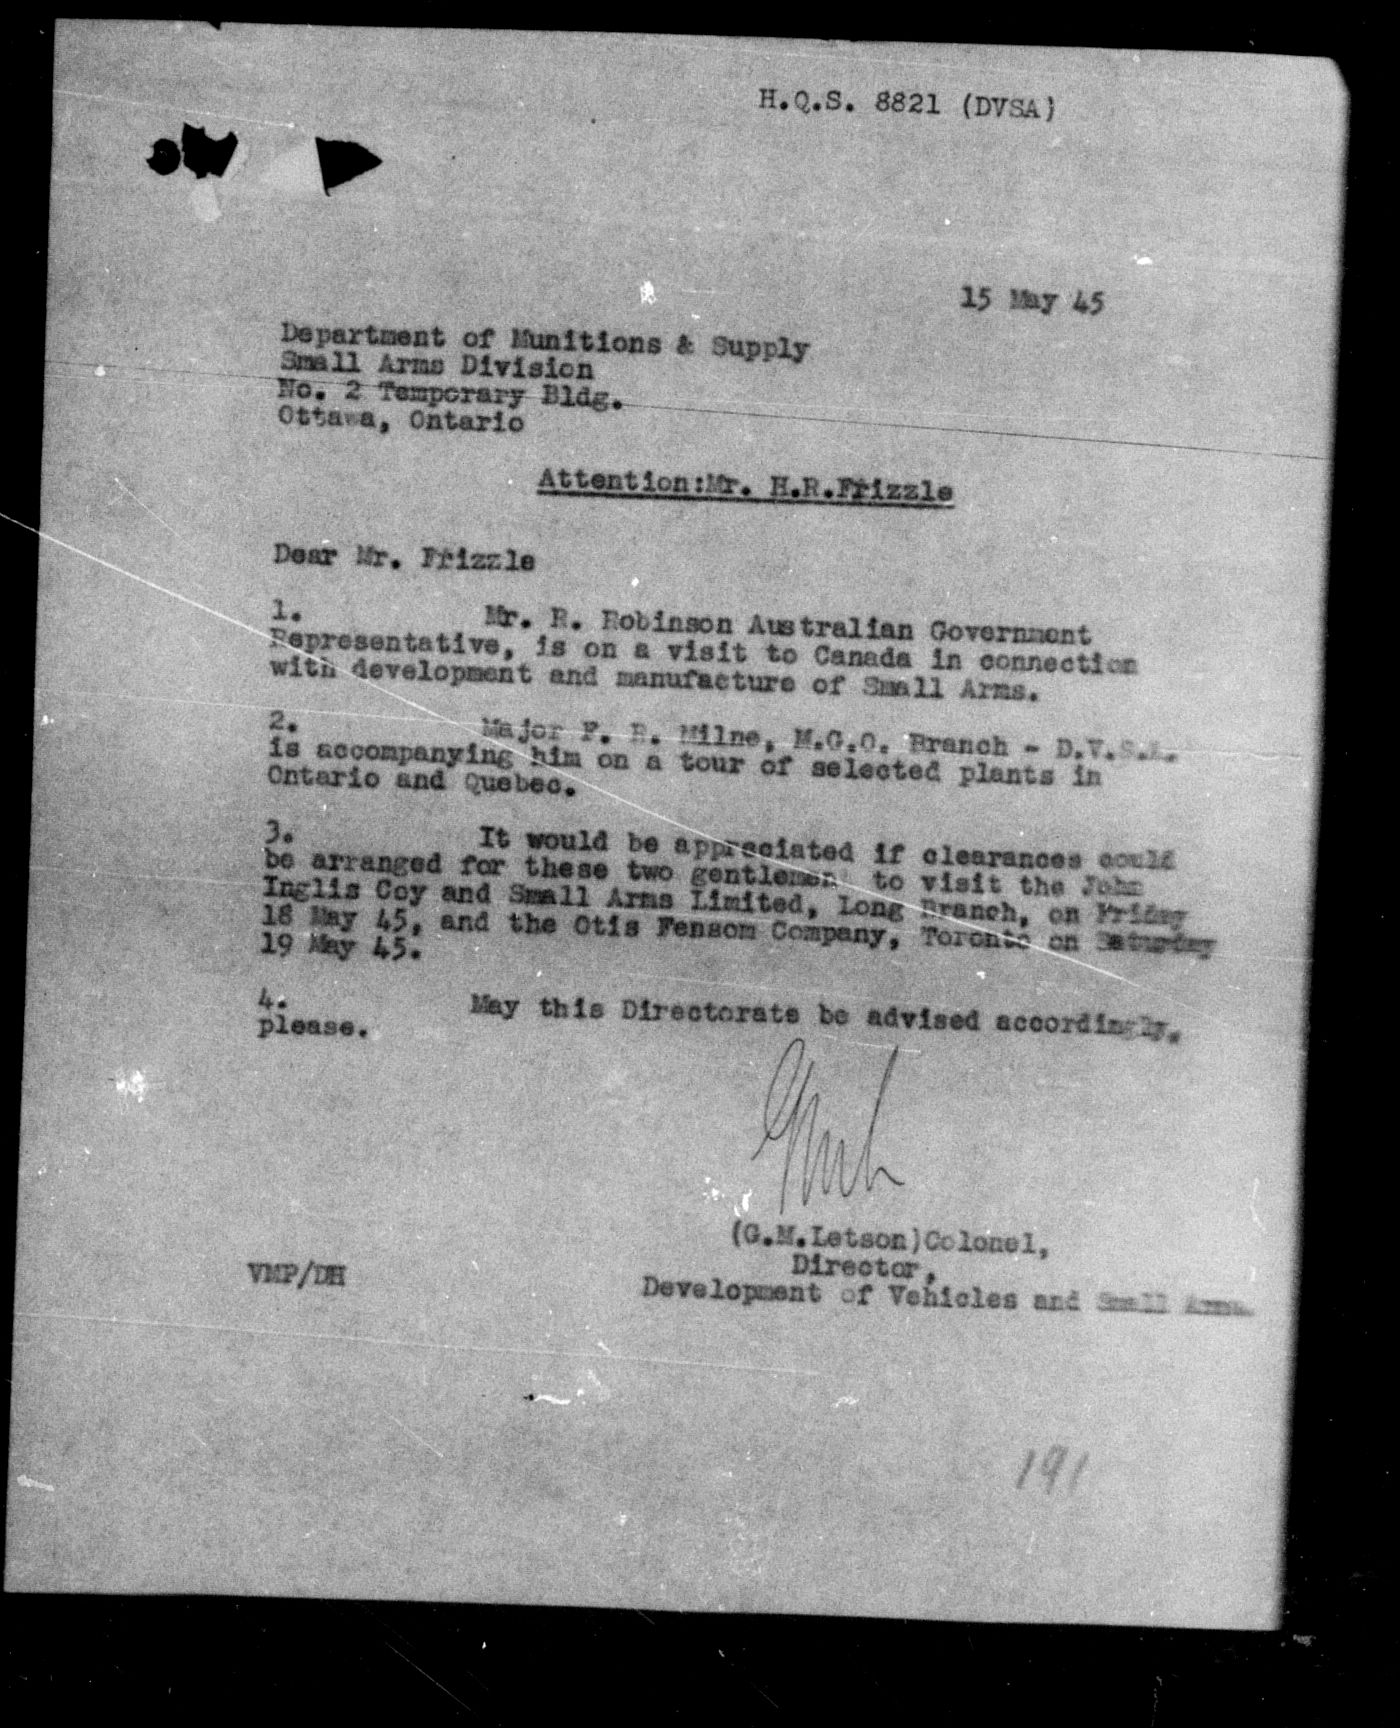 H.Q.S. 8821 (DVSA)
15 May 45
Department of Munitions & Supply
Small Arms Division
No. 2 Temporary Bldg.
Ottawa, Ontario
Attention:Mr. H.R.Frizzle
Dear Mr. Frizzle
1. Mr. R. Robinson Australian Government
Representative, is on a visit to Canada in connection
with development and manufacture of Small Arms.
2. Major F. R. Milne, M.G.O. Branch - D.V.S.A.
is accompanying him on a tour of selected plants in
Ontario and Quebec.
3. It would be appreciated if clearances could
be arranged for these two gentlemen to visit the John
Inglis Coy and Small Arms Limited, Long Branch, on Friday
18 May 45, and the Otis Fensom Company, Toronto on Saturday
19 May 45.
4. May this Directorate be advised accordingly,
please.
(G.M.Letson)Colonel,
Director,
VMP/DH
Development of Vehicles and Small Arms.
191